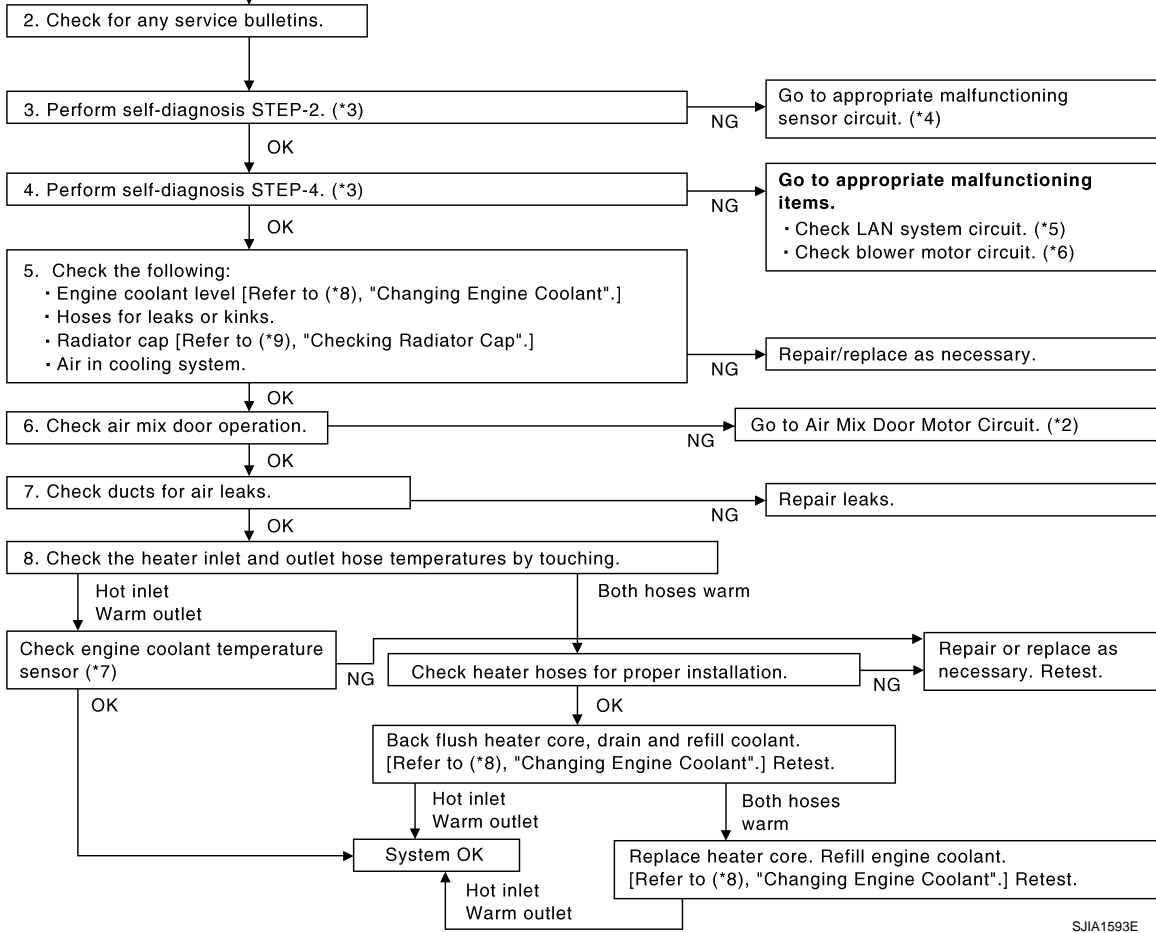 2. Check for any service bulletins.
3. Perform self-diagnosis STEP-2. (*3)
NG
Go to appropriate malfunctioning
sensor circuit. (*4)
OK
4. Perform self-diagnosis STEP-4. (*3)
NG
Go to appropriate malfunctioning
items.
· Check LAN system circuit. (*5)
· Check blower motor circuit. (*6)
OK
5. Check the following:
· Engine coolant level [Refer to (*8), "Changing Engine Coolant".]
· Hoses for leaks or kinks.
· Radiator cap [Refer to (*9), "Checking Radiator Cap".]
· Air in cooling system.
NG
Repair/replace as necessary.
OK
6. Check air mix door operation.
NG
Go to Air Mix Door Motor Circuit. (*2)
OK
7. Check ducts for air leaks.
NG
Repair leaks.
OK
8. Check the heater inlet and outlet hose temperatures by touching.
Hot inlet
Warm outlet
Both hoses warm
Check engine coolant temperature
sensor (*7)
NG
OK
Check heater hoses for proper installation.
NG
Repair or replace as
necessary. Retest.
OK
Back flush heater core, drain and refill coolant.
[Refer to (*8), "Changing Engine Coolant".] Retest.
Hot inlet
Warm outlet
Both hoses
warm
System OK
Replace heater core. Refill engine coolant.
[Refer to (*8), "Changing Engine Coolant".] Retest.
Hot inlet
Warm outlet
SJIA1593E